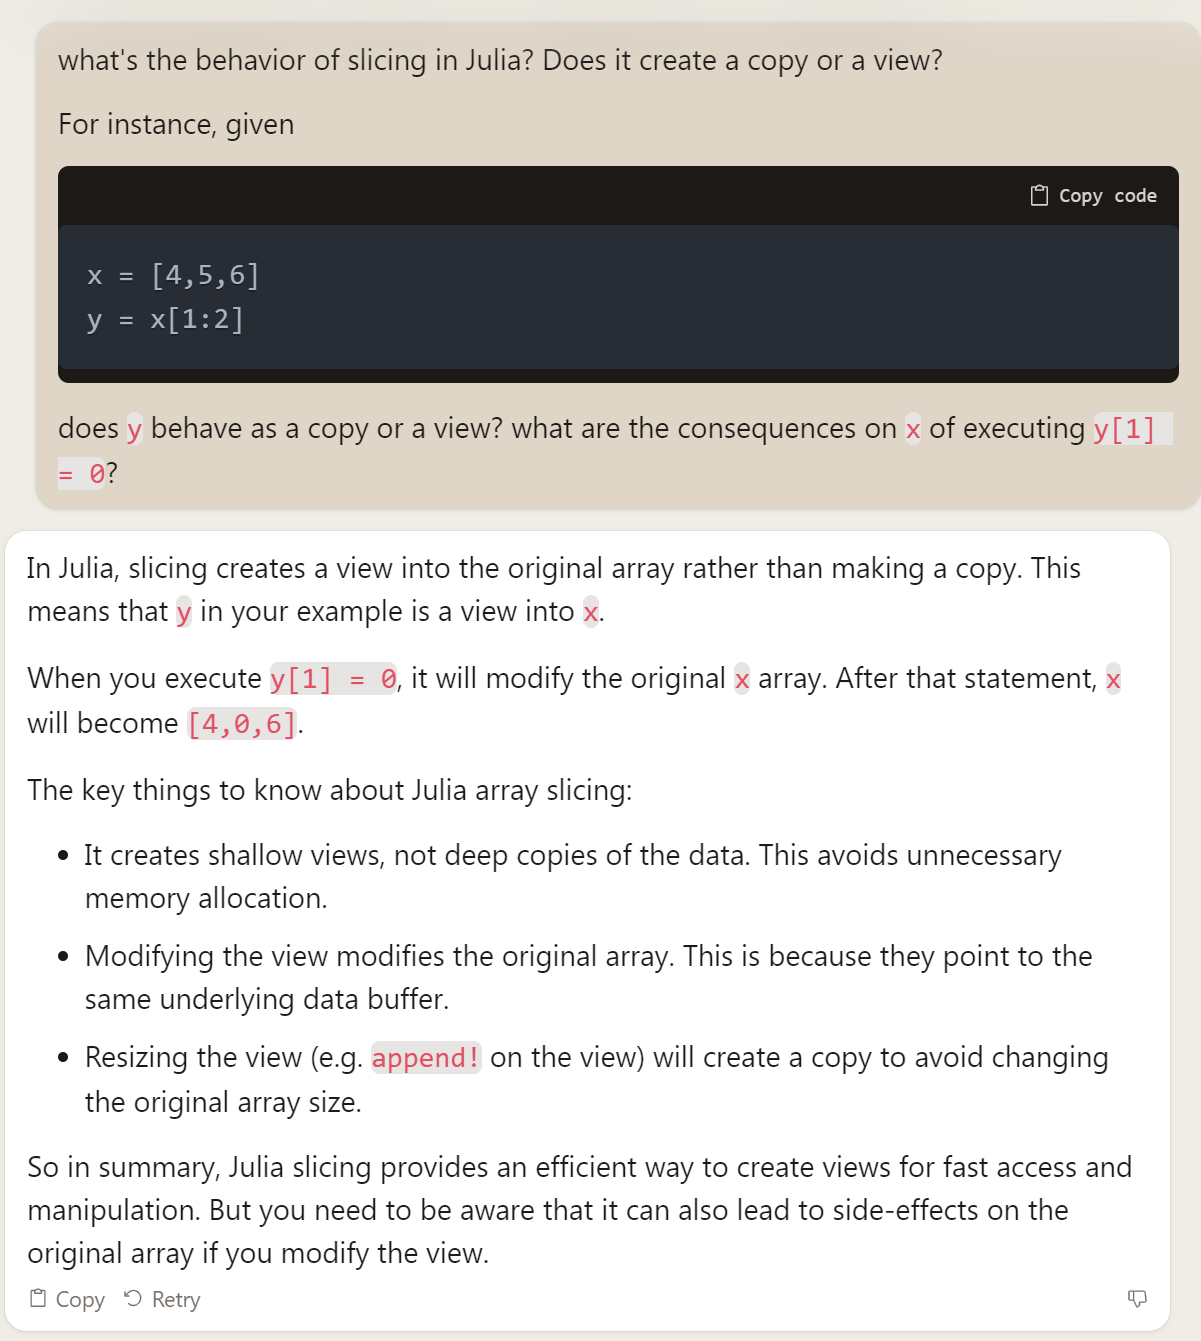 what's the behavior of slicing in Julia? Does it create a copy or a view?
For instance, given
Copy code
x = [4,5,6]
y = x[1:2]
does y behave as a copy or a view? what are the consequences on x of executing y[1]
= 0?
In Julia, slicing creates a view into the original array rather than making a copy. This
means that y in your example is a view into x.
When you execute y[1] = 0, it will modify the original x array. After that statement, x
will become [4,0,6].
The key things to know about Julia array slicing:
• It creates shallow views, not deep copies of the data. This avoids unnecessary
memory allocation.
• Modifying the view modifies the original array. This is because they point to the
same underlying data buffer.
• Resizing the view (e.g. append! on the view) will create a copy to avoid changing
the original array size.
So in summary, Julia slicing provides an efficient way to create views for fast access and
manipulation. But you need to be aware that it can also lead to side-effects on the
original array if you modify the view.
Copy Retry